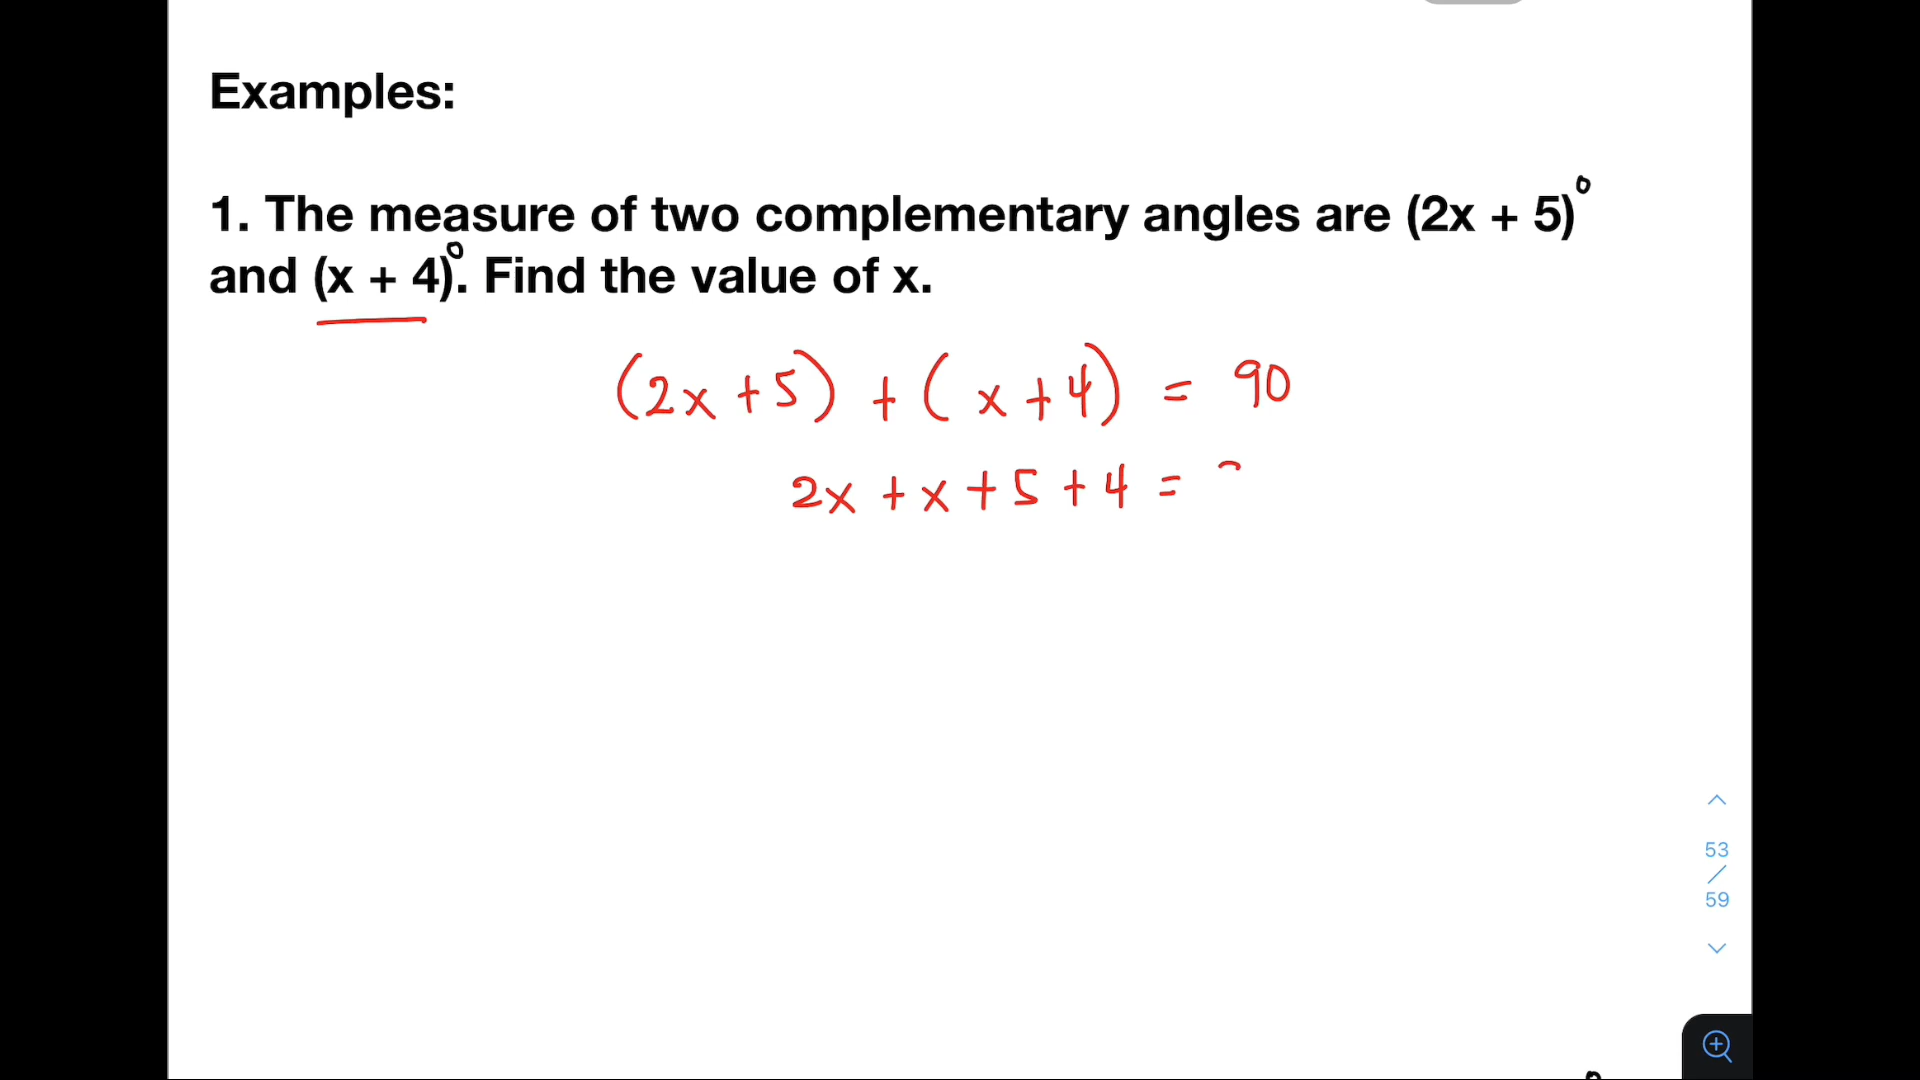 Examples:
1. The measure of two complementary angles are (2x + 5)°
and (x + 4)°. Find the value of x.
(2x + 5) + (x + 4) = 90
2x + x + 5 + 4 =
53
/
59